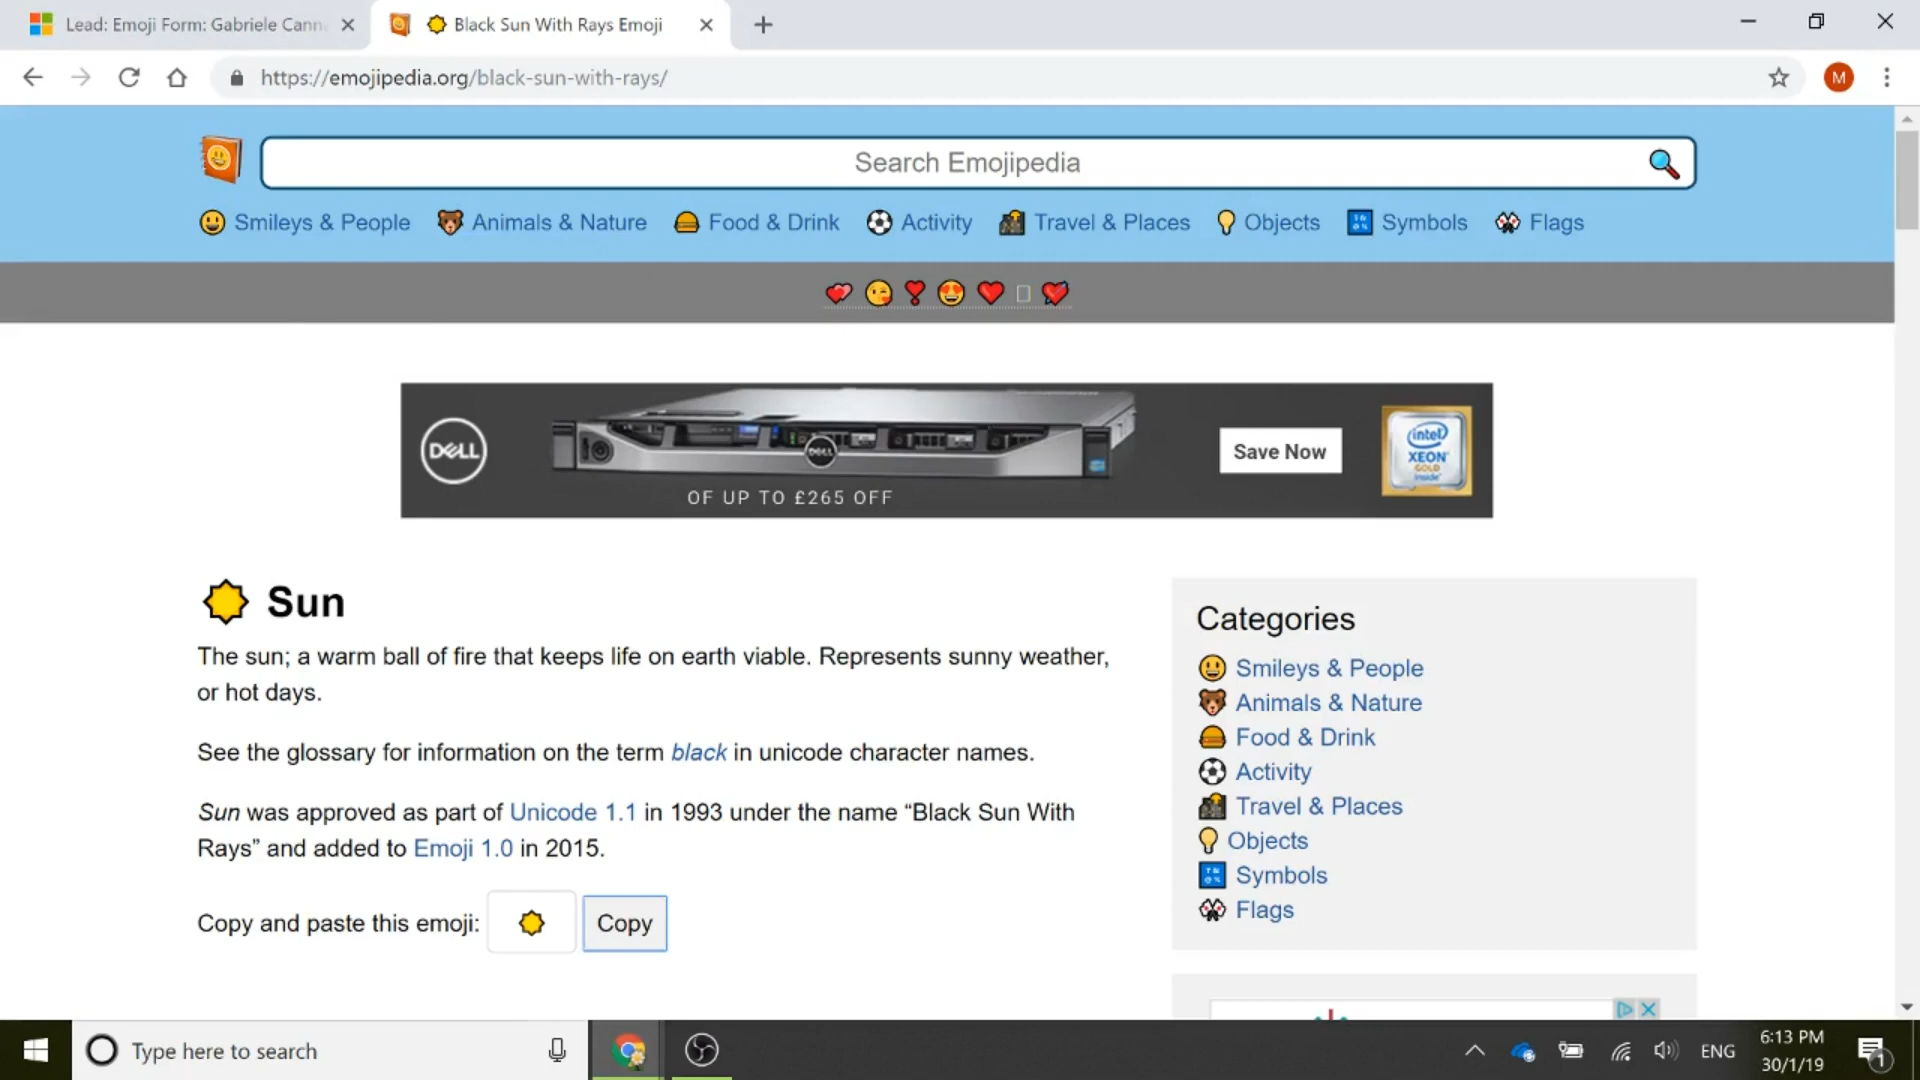 Lead: Emoji Form: Gabriele Cann
Black Sun With Rays Emoji
https://emojipedia.org/black-sun-with-rays/
M
Search Emojipedia
Smileys & People Animals & Nature Food & Drink Activity Travel & Places Objects Symbols Flags
DELL
DELL
OF UP TO £265 OFF
Save Now
intel
XEON
GOLD
inside
Sun
The sun; a warm ball of fire that keeps life on earth viable. Represents sunny weather,
or hot days.
See the glossary for information on the term black in unicode character names.
Sun was approved as part of Unicode 1.1 in 1993 under the name “Black Sun With
Rays” and added to Emoji 1.0 in 2015.
Copy and paste this emoji: Copy
Categories
Smileys & People
Animals & Nature
Food & Drink
Activity
Travel & Places
Objects
Symbols
Flags
Type here to search
ENG
6:13 PM
30/1/19
1